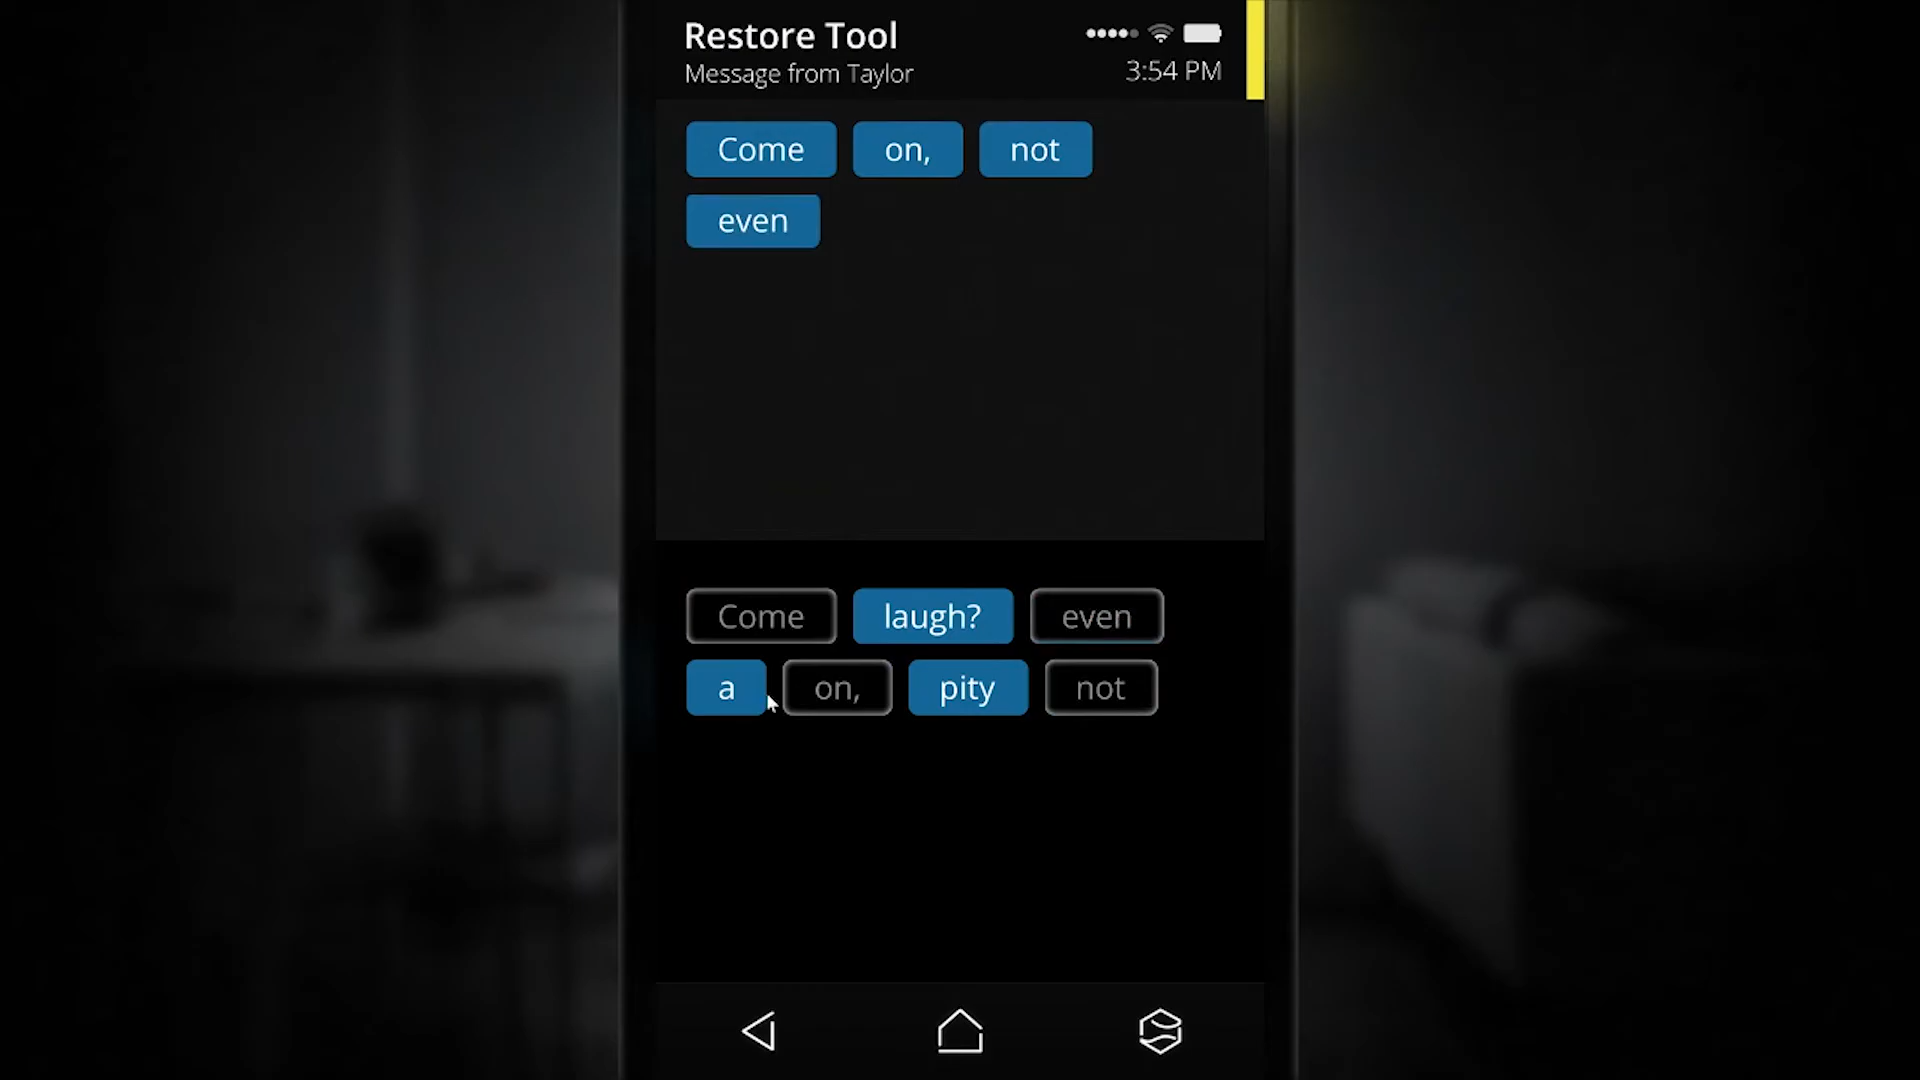 Restore Tool
Message from Taylor
3:54 PM
Come on, not
even
Come laugh? even
a on, pity not